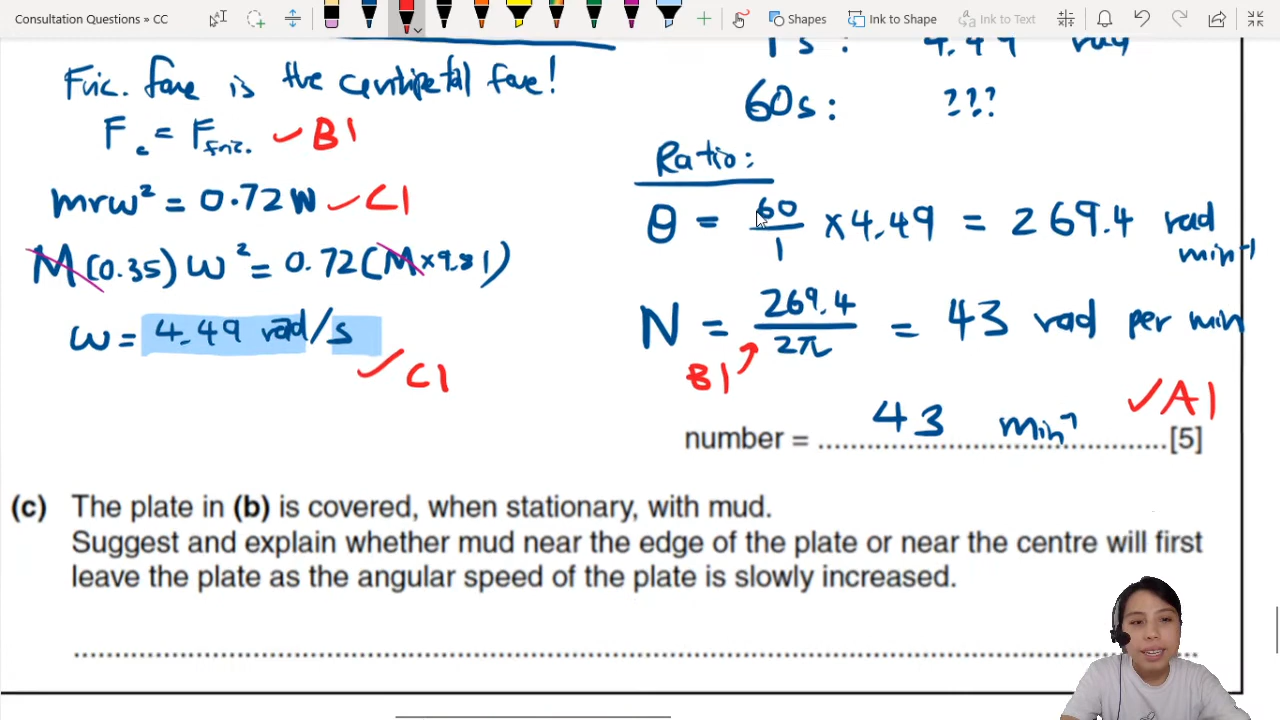 Consultation Questions » CC
Shapes
Ink to Shape
Ink to Text
Fric. force is the centripetal force!
F c = F fric. ✓ B1
mrω² = 0.72W ✓ C1
M(0.35) ω² = 0.72(M×9.81)
ω = 4.49 rad/s
✓ C1
1s: 4.49 rad
60s: ???
Ratio:
θ = 60/1 × 4.49 = 269.4 rad min⁻¹
N = 269.4/2π = 43 rad per min
B1
✓ A1
43 min⁻¹
number = ................................................[5]
(c) The plate in (b) is covered, when stationary, with mud.
Suggest and explain whether mud near the edge of the plate or near the centre will first
leave the plate as the angular speed of the plate is slowly increased.